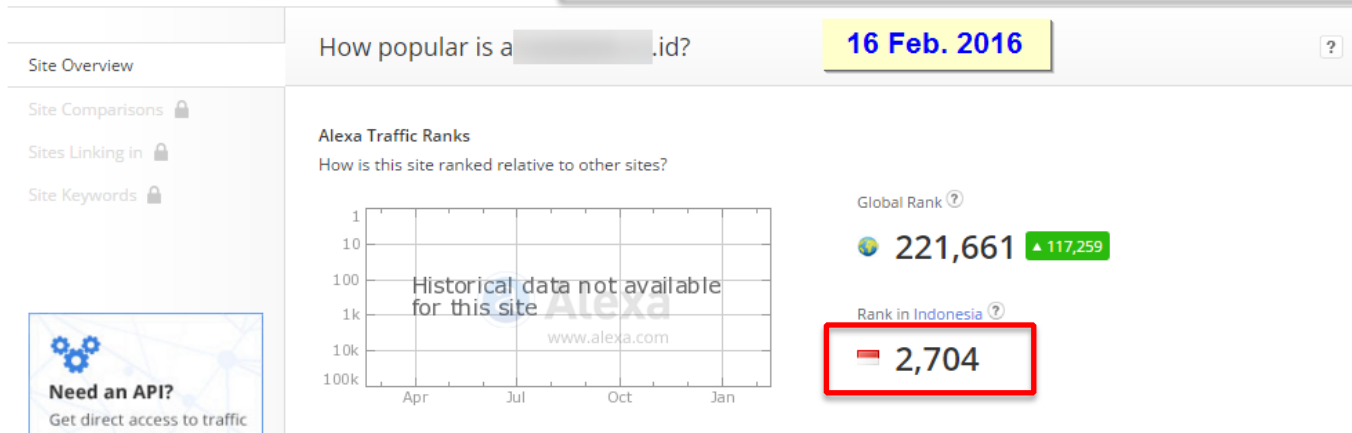 How popular is a .id?
16 Feb. 2016
?
Site Overview
Site Comparisons
Sites Linking in
Site Keywords
Need an API?
Get direct access to traffic
Alexa Traffic Ranks
How is this site ranked relative to other sites?
1
10
100
1k
10k
100k
Historical data not available
for this site
Alexa
www.alexa.com
Apr Jul Oct Jan
Global Rank ?
221,661 ▲ 117,259
Rank in Indonesia ?
2,704